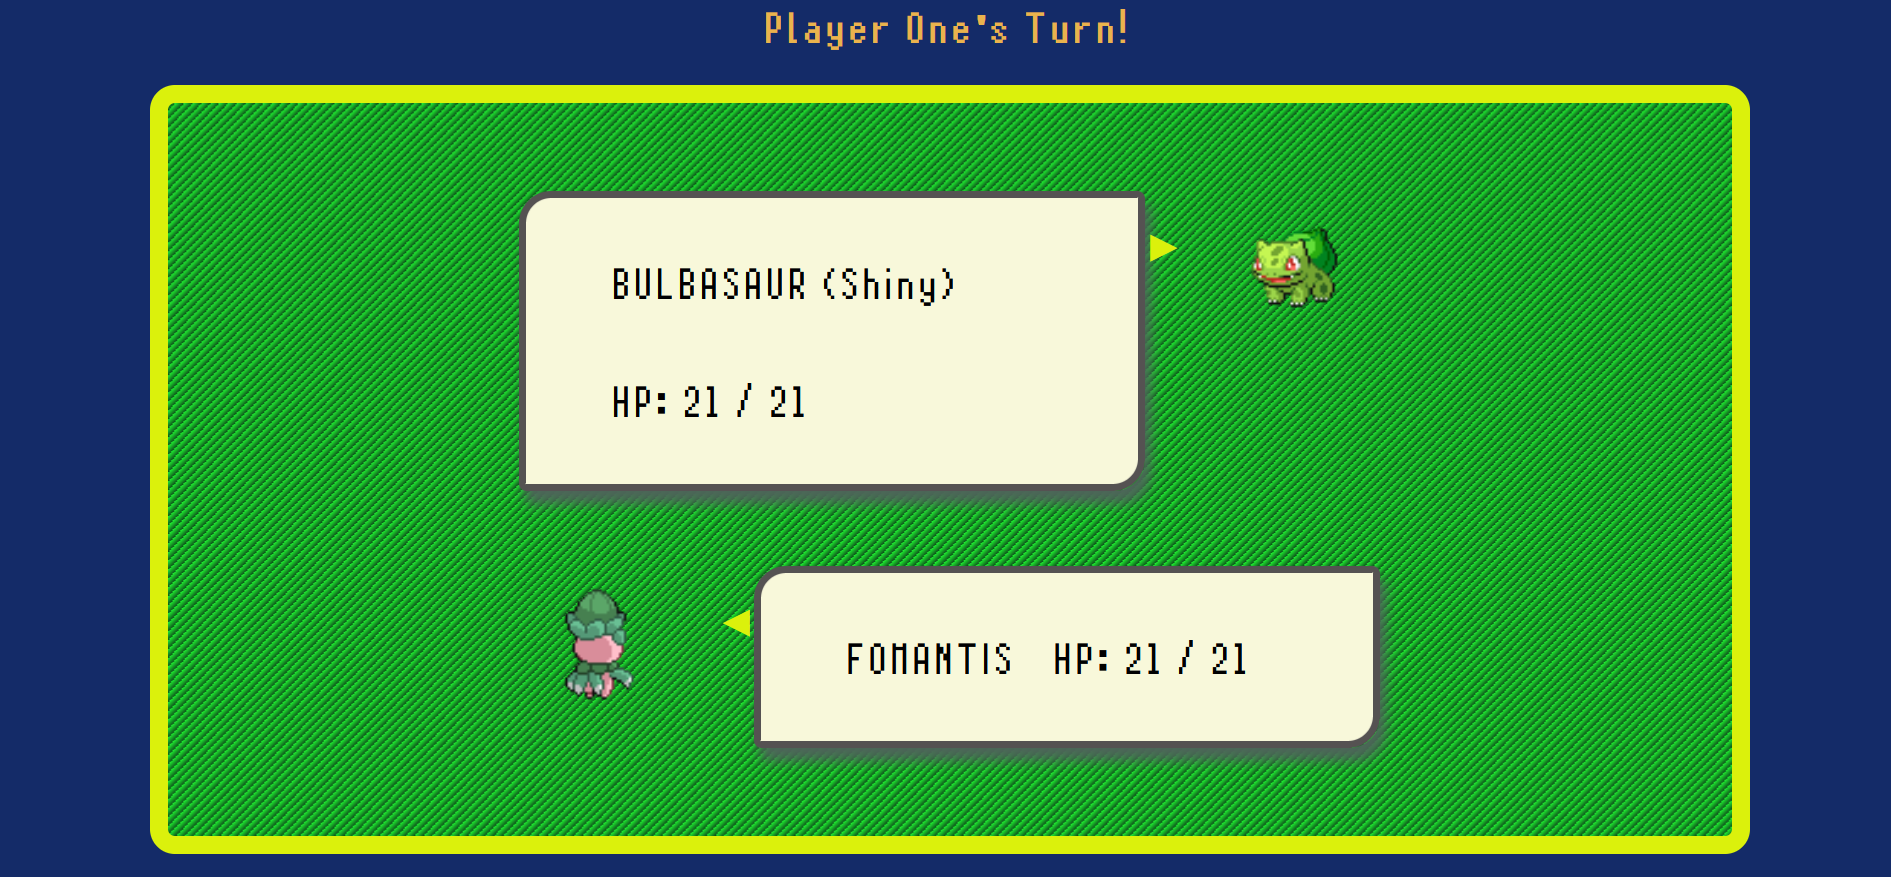 Player One's Turn!
BULBASAUR (Shiny)
HP: 21 / 21
FOMANTIS HP: 21 / 21